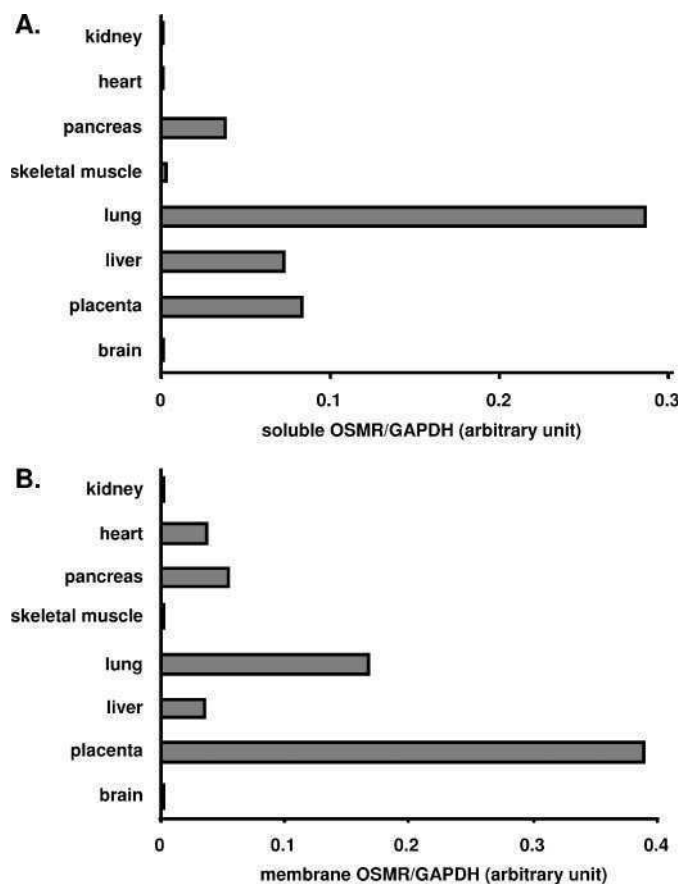 A.
kidney
heart
pancreas
skeletal muscle
lung
liver
placenta
brain
0 0.1 0.2 0.3
soluble OSMR/GAPDH (arbitrary unit)
B.
kidney
heart
pancreas
skeletal muscle
lung
liver
placenta
brain
0 0.1 0.2 0.3 0.4
membrane OSMR/GAPDH (arbitrary unit)